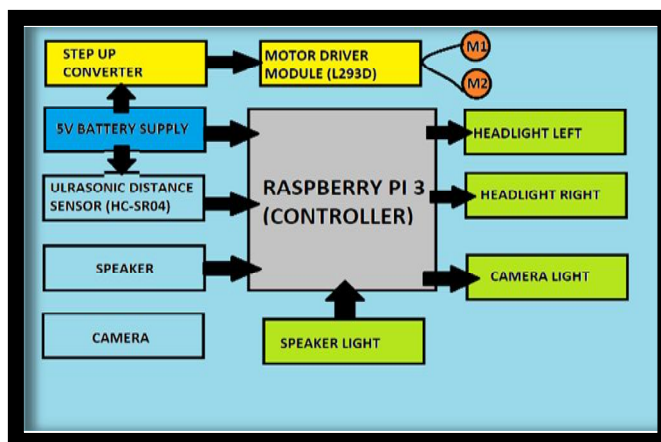 STEP UP
CONVERTER
MOTOR DRIVER
MODULE (L293D)
M1
M2
5V BATTERY SUPPLY
ULRASONIC DISTANCE
SENSOR (HC-SR04)
SPEAKER
CAMERA
RASPBERRY PI 3
(CONTROLLER)
SPEAKER LIGHT
HEADLIGHT LEFT
HEADLIGHT RIGHT
CAMERA LIGHT